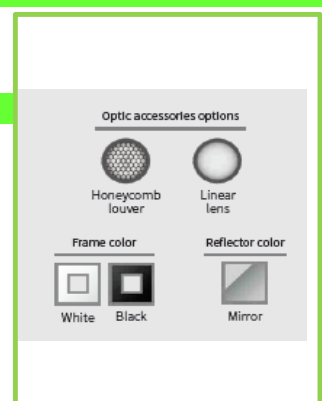 Optic accessories options
Honeycomb
louver
Linear
lens
Frame color
Reflector color
White
Black
Mirror